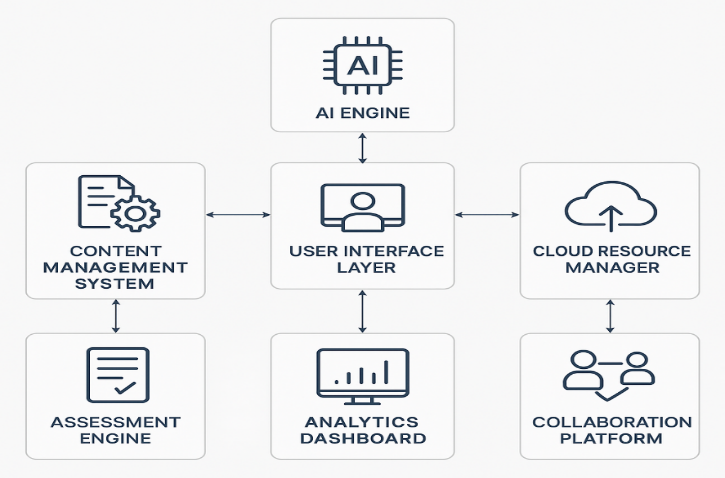 AI
AI ENGINE
CONTENT
MANAGEMENT
SYSTEM
USER INTERFACE
LAYER
CLOUD RESOURCE
MANAGER
ASSESSMENT
ENGINE
ANALYTICS
DASHBOARD
COLLABORATION
PLATFORM